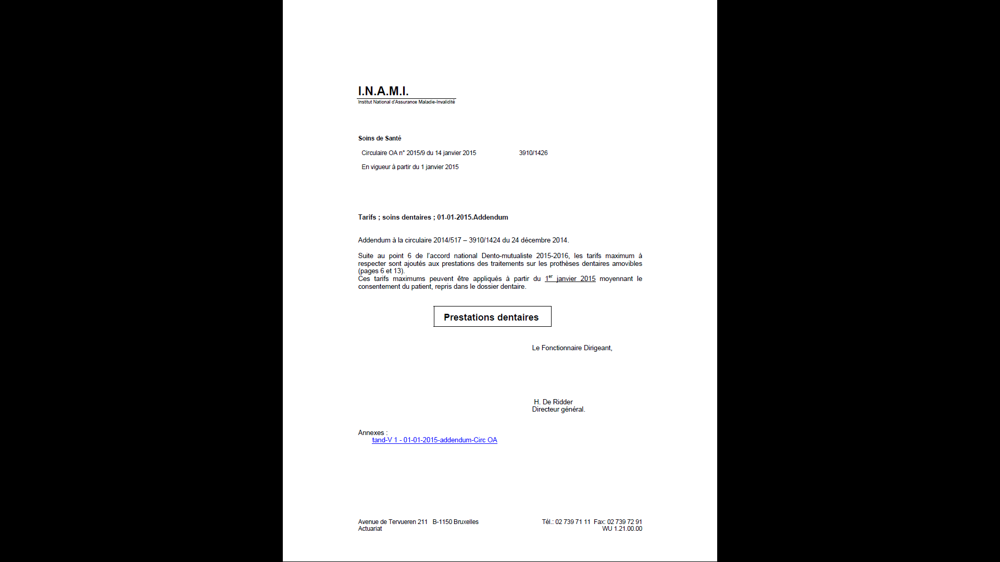 I.N.A.M.I.
Institut National d'Assurance Maladie-Invalidité
Soins de Santé
Circulaire OA n° 2015/9 du 14 janvier 2015 3910/1426
En vigueur à partir du 1 janvier 2015
Tarifs ; soins dentaires ; 01-01-2015.Addendum
Addendum à la circulaire 2014/517 – 3910/1424 du 24 décembre 2014.
Suite au point 6 de l'accord national Dento-mutualiste 2015-2016, les tarifs maximum à
respecter sont ajoutés aux prestations des traitements sur les prothèses dentaires amovibles
(pages 6 et 13).
Ces tarifs maximums peuvent être appliqués à partir du 1er janvier 2015 moyennant le
consentement du patient, repris dans le dossier dentaire.
Prestations dentaires
Le Fonctionnaire Dirigeant,
H. De Ridder
Directeur général.
Annexes :
tand-V 1 - 01-01-2015-addendum-Circ OA
Avenue de Tervueren 211 B-1150 Bruxelles Tél.: 02 739 71 11 Fax: 02 739 72 91
Actuariat WU 1.21.00.00